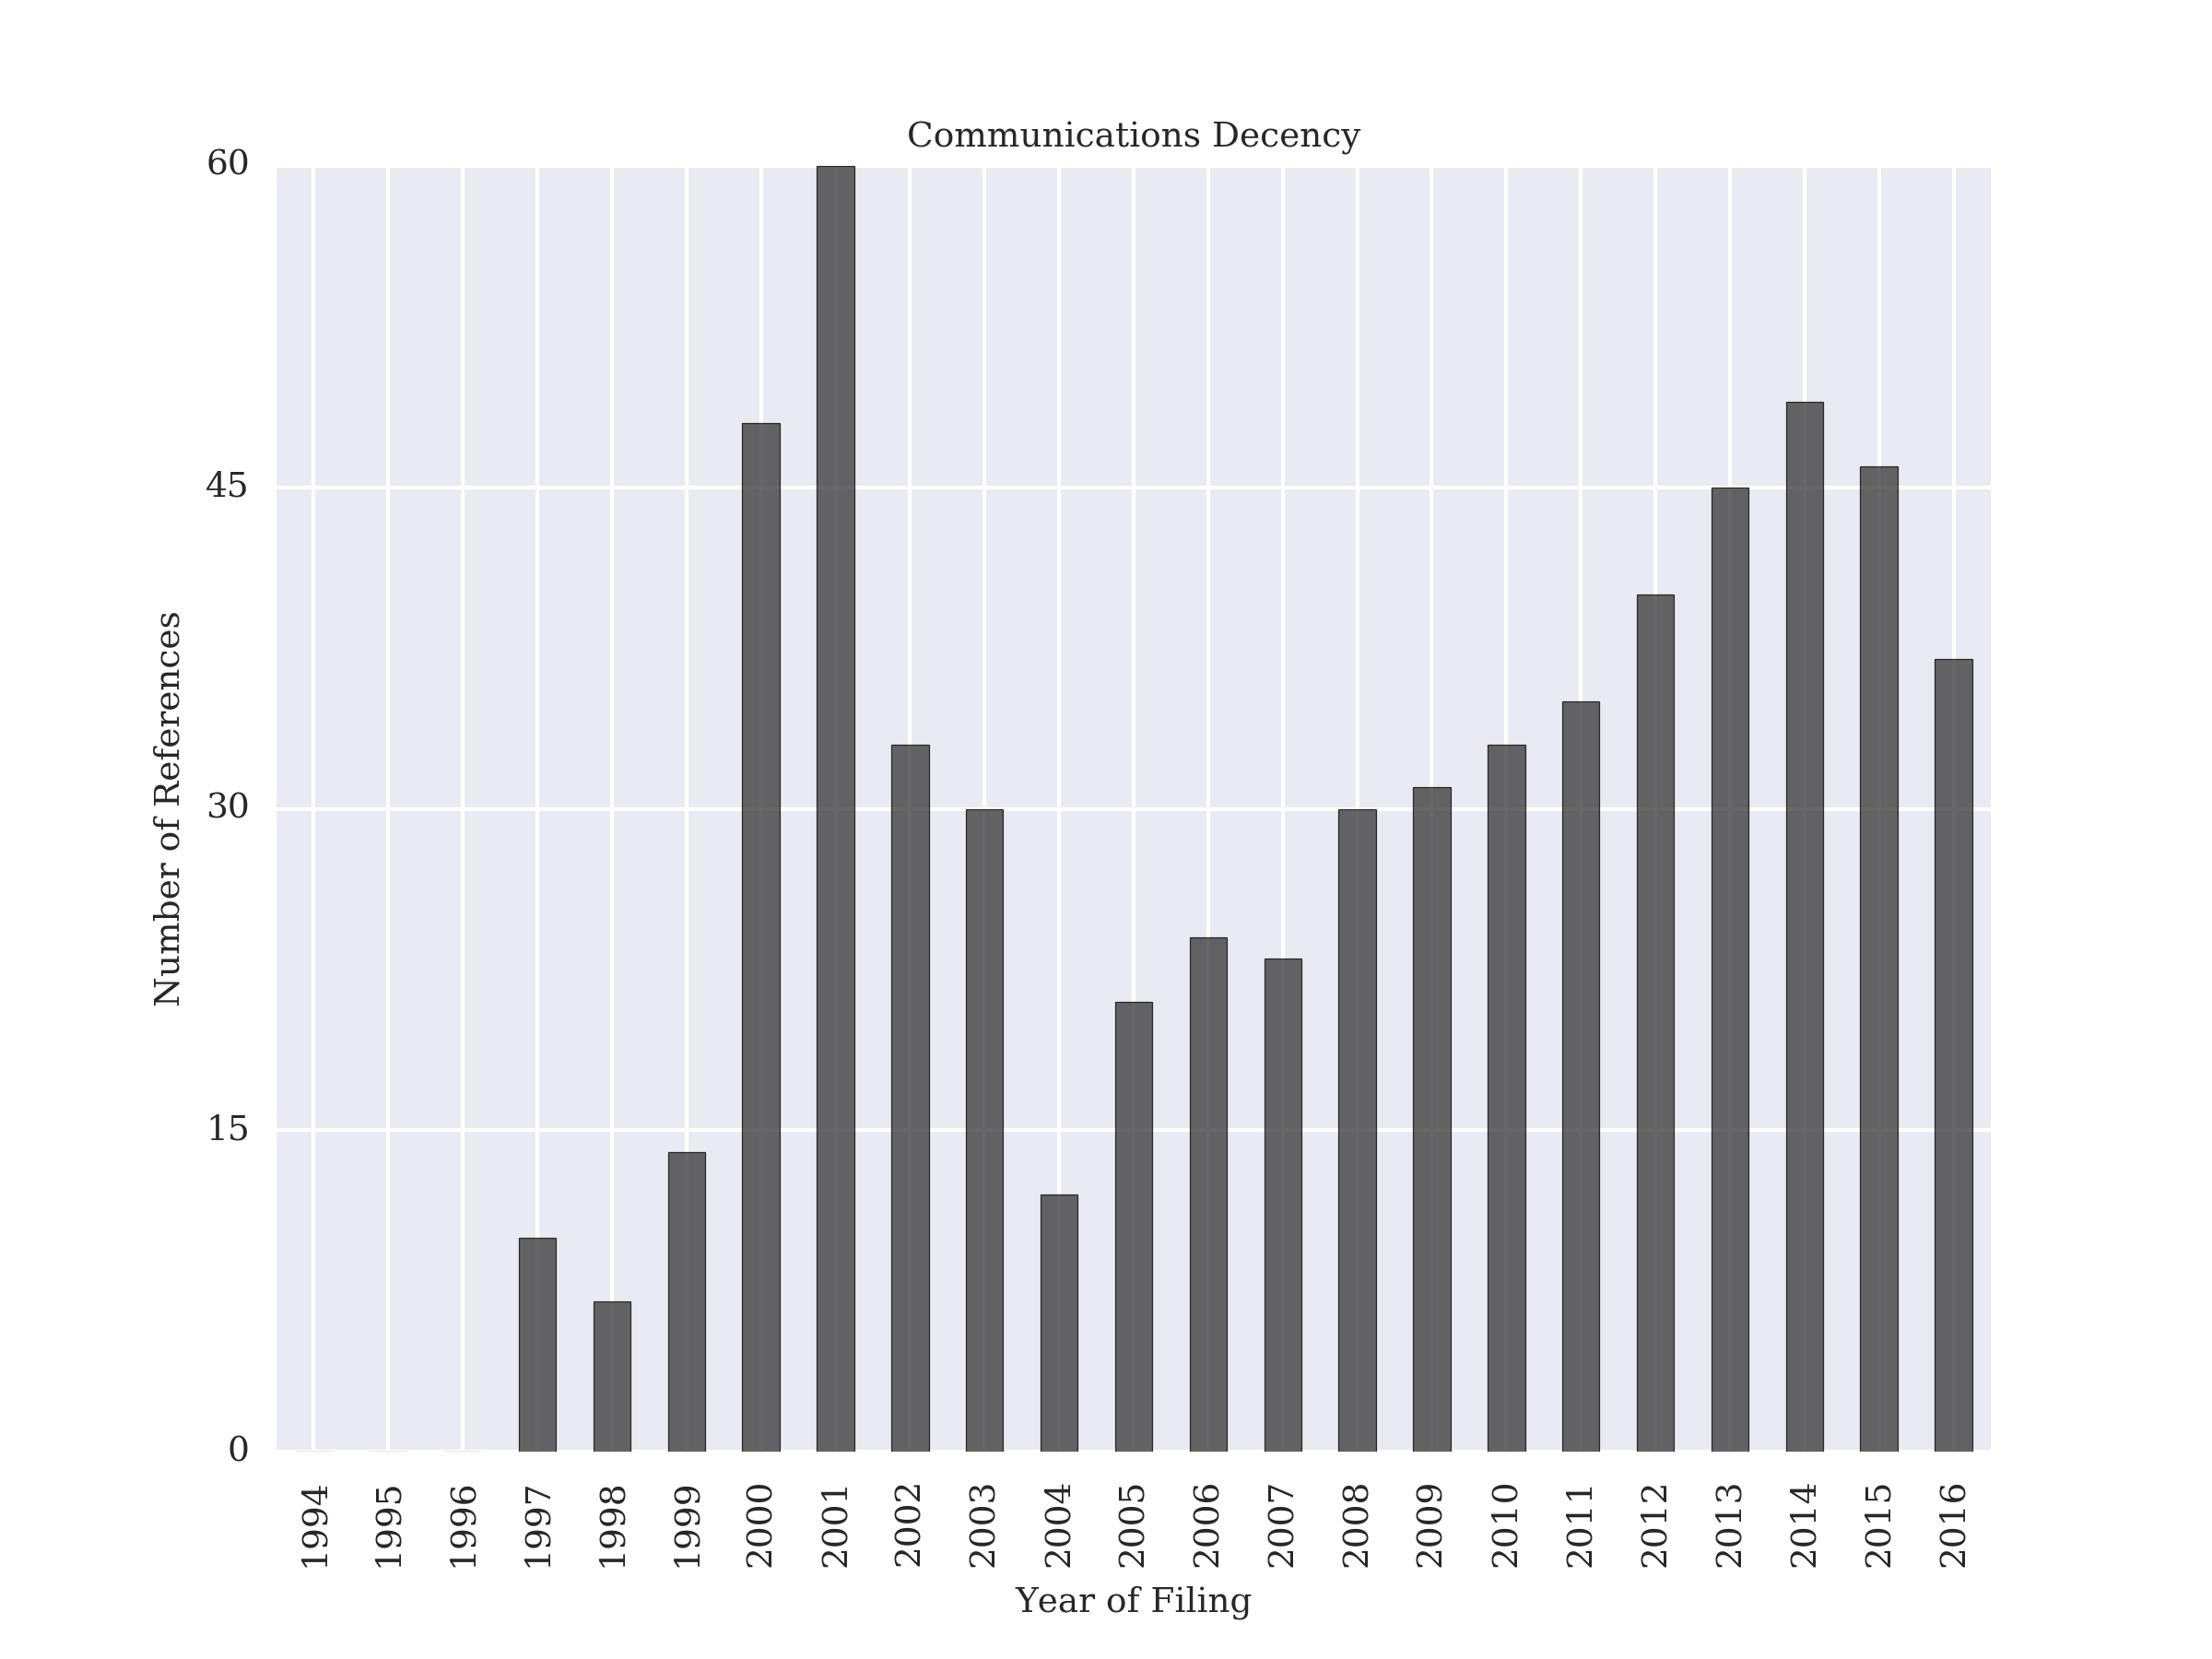 Communications Decency
60
45
30
15
0
Number of References
1994 1995 1996 1997 1998 1999 2000 2001 2002 2003 2004 2005 2006 2007 2008 2009 2010 2011 2012 2013 2014 2015 2016
Year of Filing